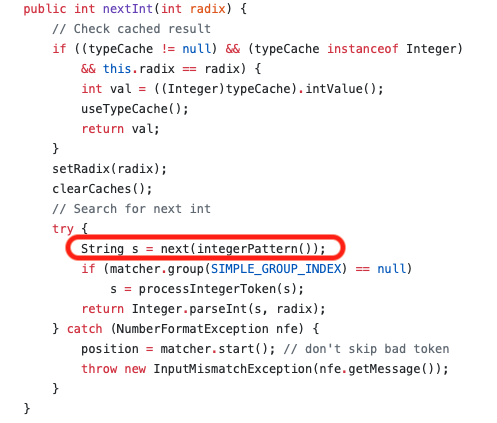 public int nextInt(int radix) {
    // Check cached result
    if ((typeCache != null) && (typeCache instanceof Integer)
        && this.radix == radix) {
        int val = ((Integer)typeCache).intValue();
        useTypeCache();
        return val;
    }
    setRadix(radix);
    clearCaches();
    // Search for next int
    try {
        String s = next(integerPattern());
        if (matcher.group(SIMPLE_GROUP_INDEX) == null)
            s = processIntegerToken(s);
        return Integer.parseInt(s, radix);
    } catch (NumberFormatException nfe) {
        position = matcher.start(); // don't skip bad token
        throw new InputMismatchException(nfe.getMessage());
    }
}